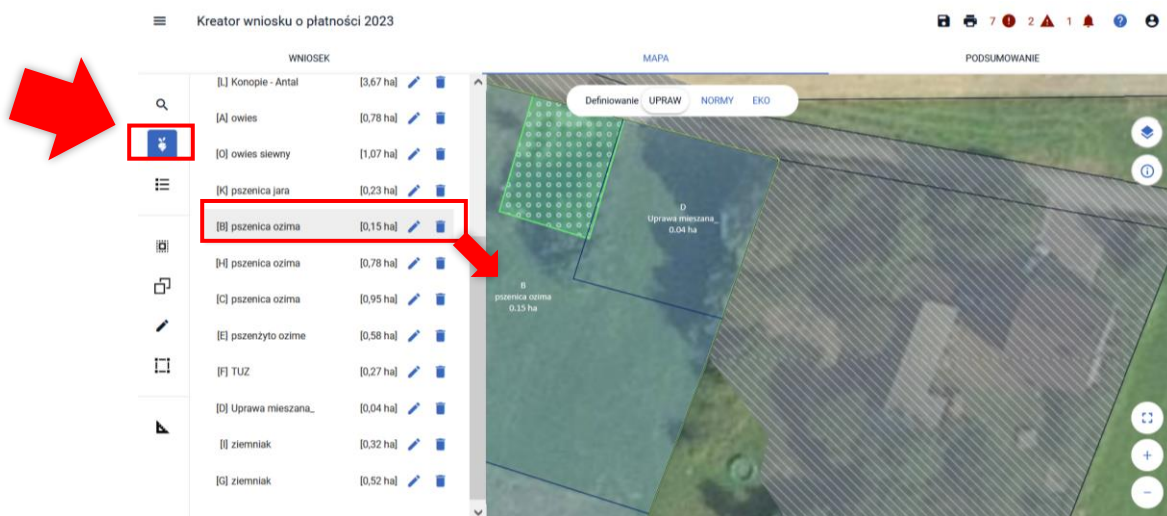 Kreator wniosku o płatności 2023
7
2
1
WNIOSEK
MAPA
PODSUMOWANIE
[L] Konopie - Antal [3,67 ha]
[A] owies [0,78 ha]
[O] owies siewny [1,07 ha]
[K] pszenica jara [0,23 ha]
[B] pszenica ozima [0,15 ha]
[H] pszenica ozima [0,78 ha]
[C] pszenica ozima [0,95 ha]
[E] pszenżyto ozime [0,58 ha]
[F] TUZ [0,27 ha]
[D] Uprawa mieszana_ [0,04 ha]
[I] ziemniak [0,32 ha]
[G] ziemniak [0,52 ha]
Definiowanie UPRAW NORMY EKO
D
Uprawa mieszana_
0.04 ha
B
pszenica ozima
0.15 ha